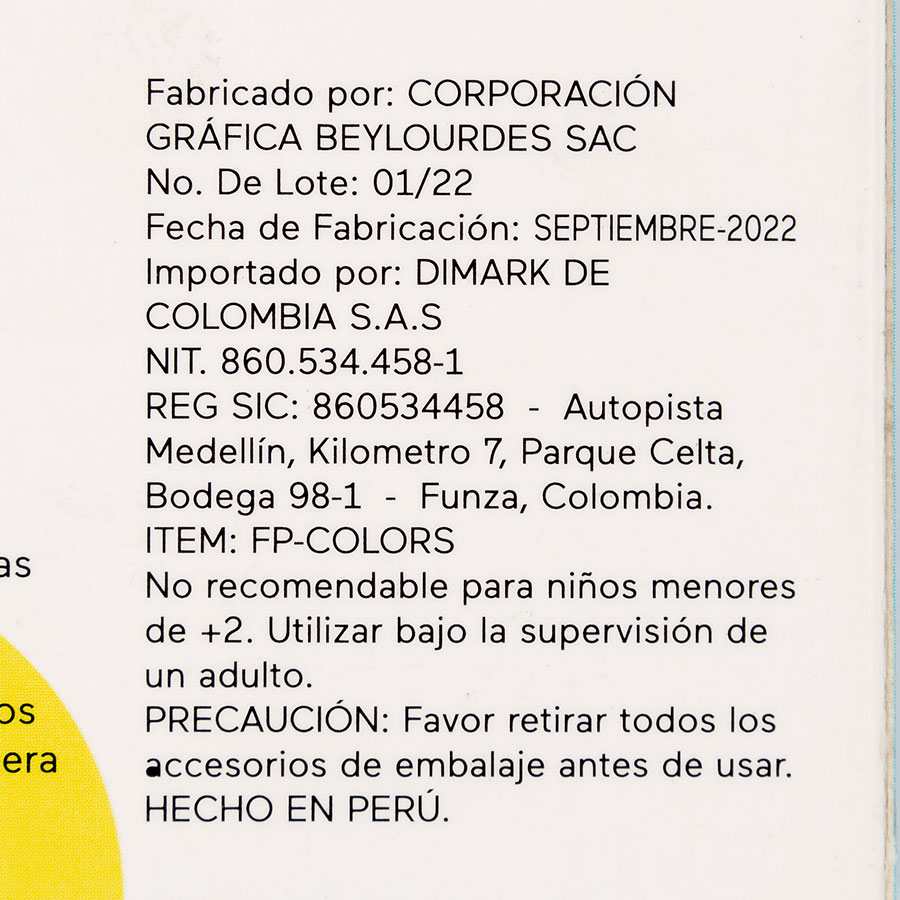 Fabricado por: CORPORACIÓN
GRÁFICA BEYLOURDES SAC
No. De Lote: 01/22
Fecha de Fabricación: SEPTIEMBRE-2022
Importado por: DIMARK DE
COLOMBIA S.A.S
NIT. 860.534.458-1
REG SIC: 860534458 - Autopista
Medellín, Kilometro 7, Parque Celta,
Bodega 98-1 - Funza, Colombia.
ITEM: FP-COLORS
No recomendable para niños menores
de +2. Utilizar bajo la supervisión de
un adulto.
PRECAUCIÓN: Favor retirar todos los
accesorios de embalaje antes de usar.
HECHO EN PERÚ.